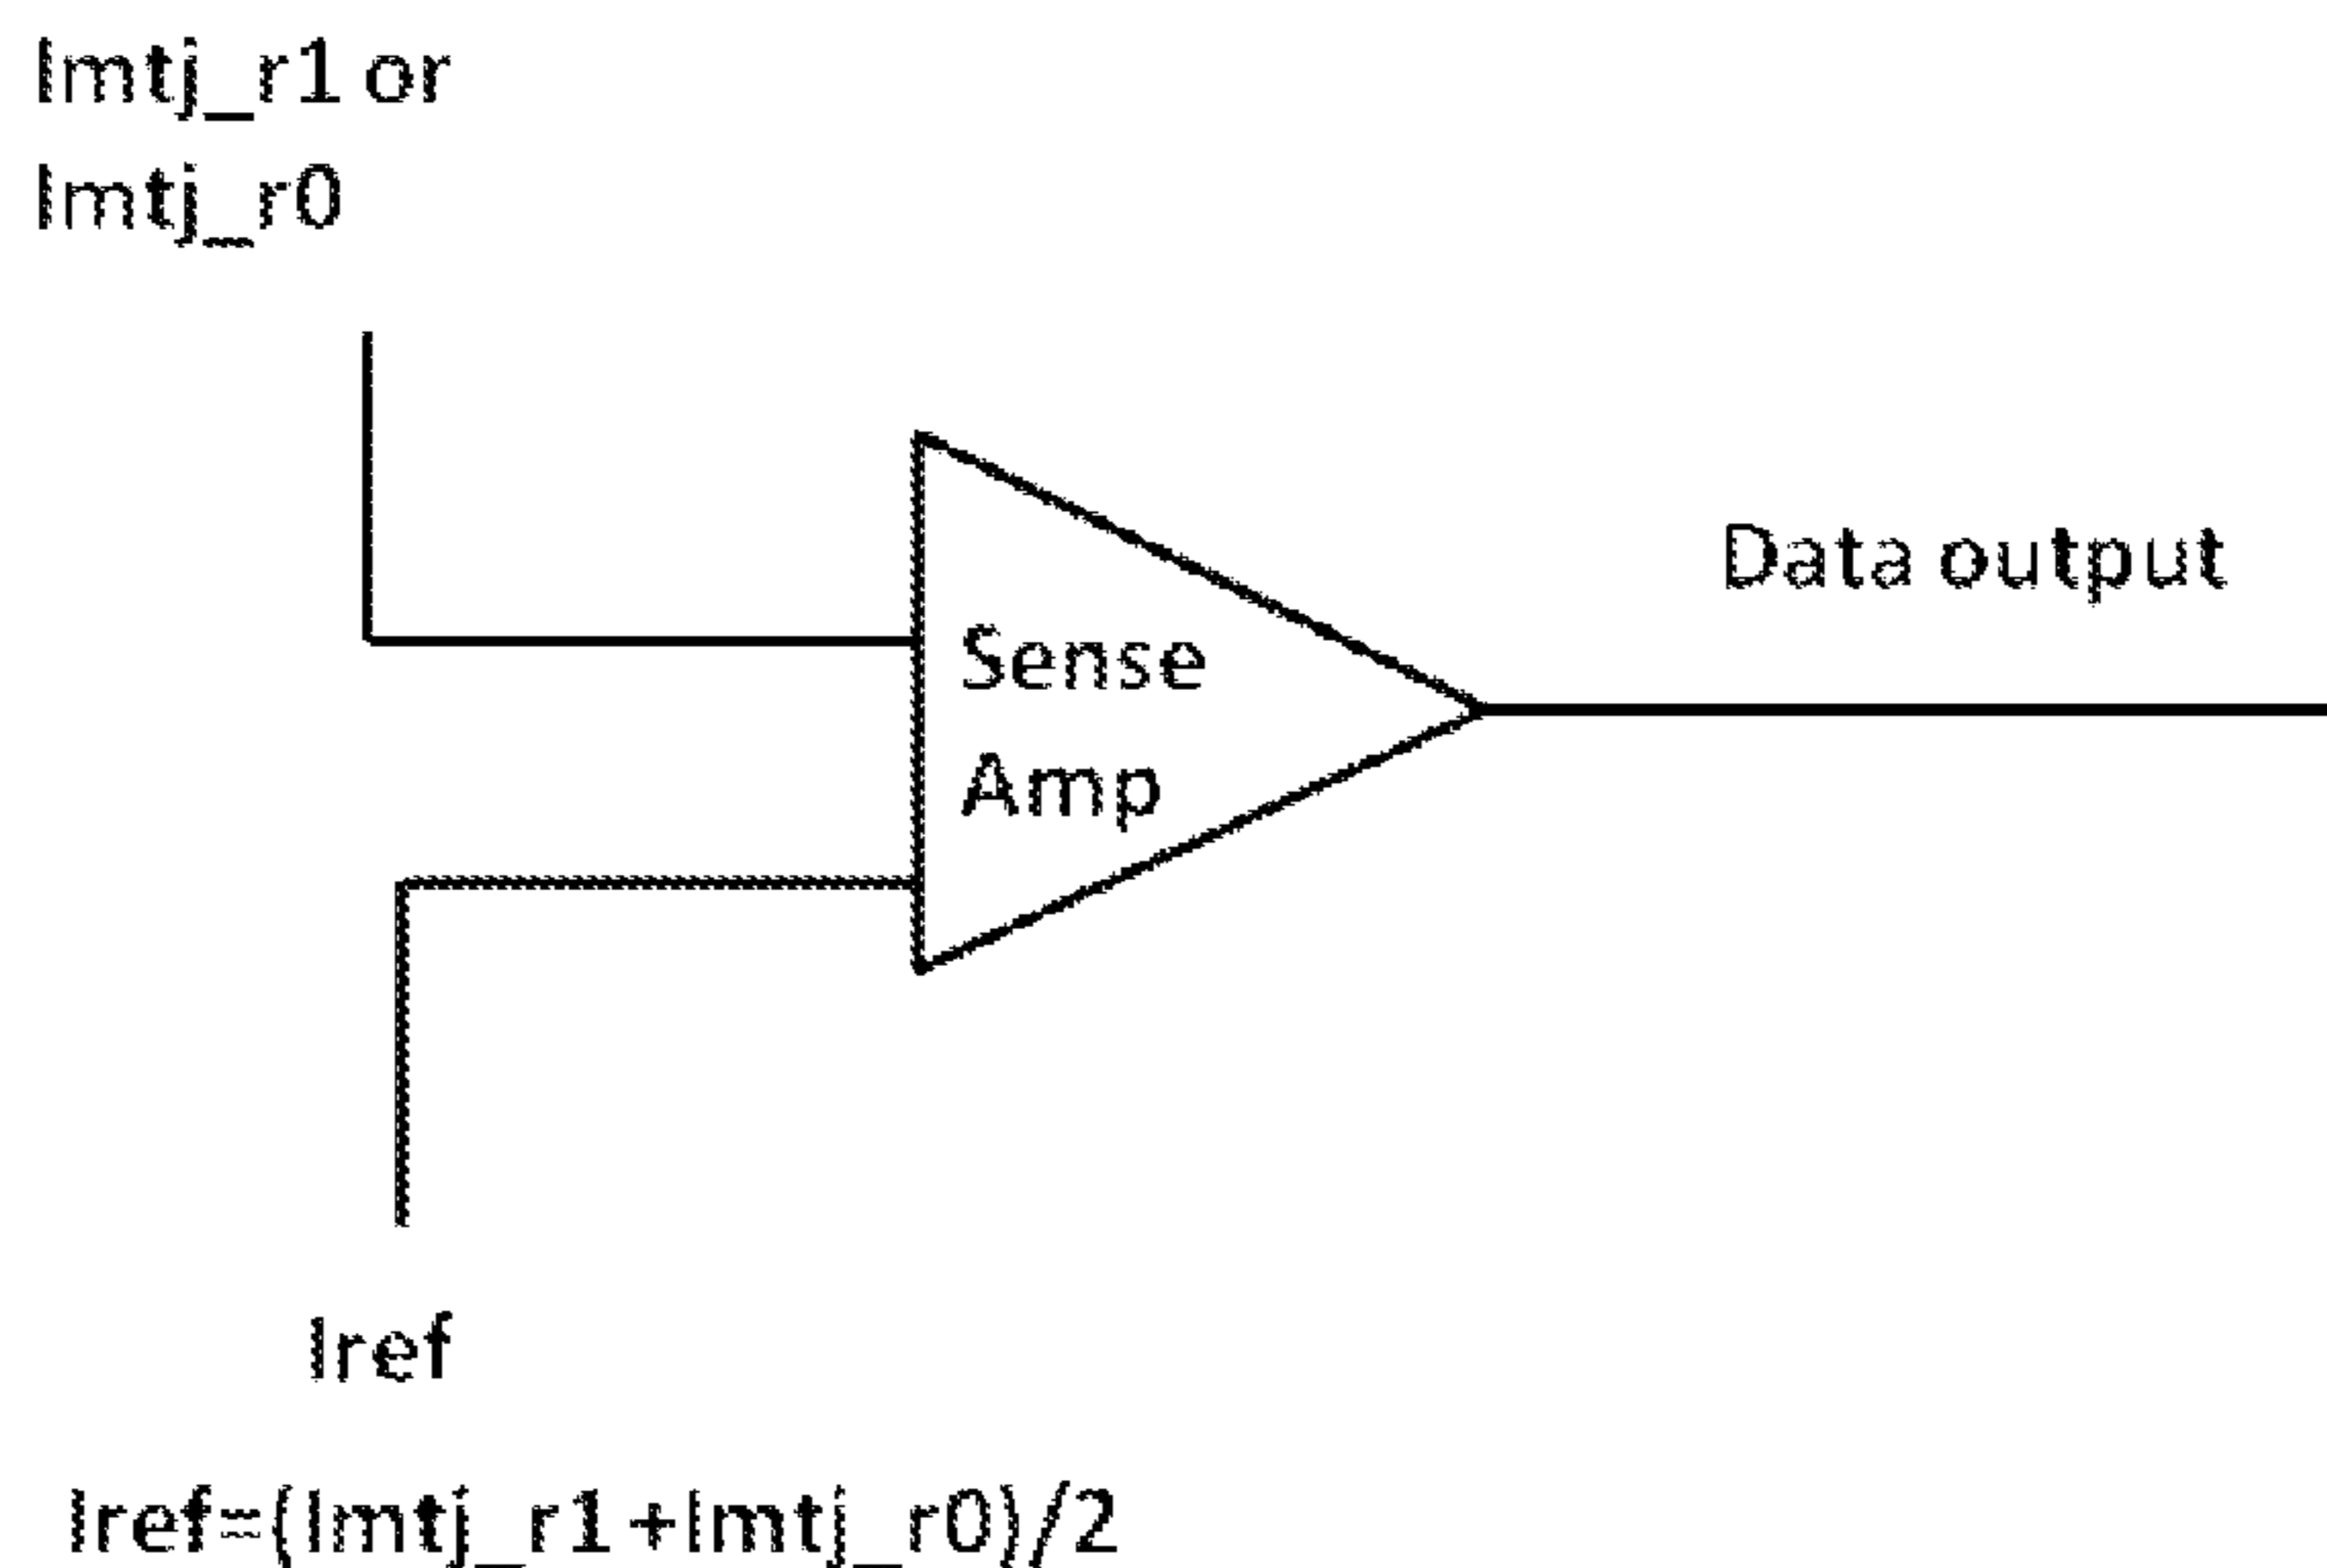 Imtj_r1 or
Imtj_r0
Data output
Sense
Amp
Iref
Iref=(Imtj_r1+Imtj_r0)/2